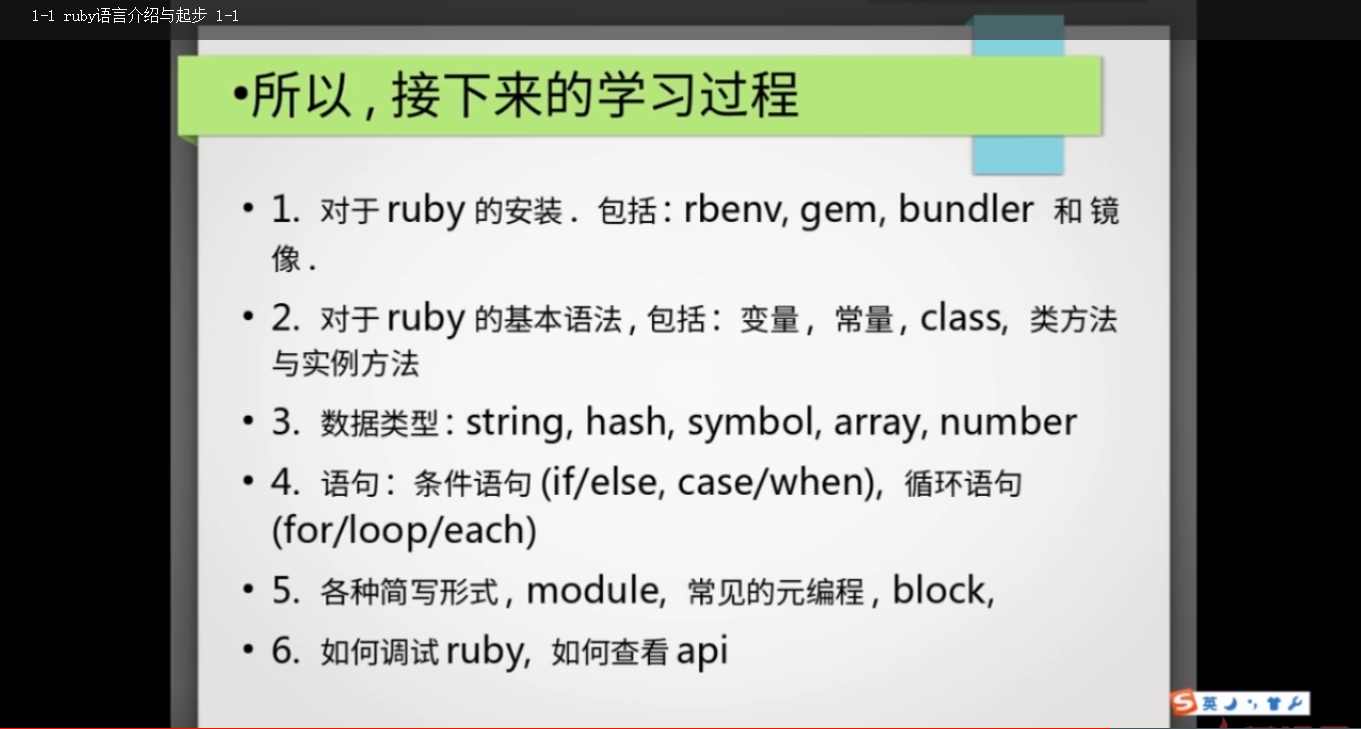 1-1 ruby语言介绍与起步 1-1
•所以,接下来的学习过程
• 1. 对于 ruby 的安装. 包括: rbenv, gem, bundler 和 镜
像.
• 2. 对于 ruby 的基本语法, 包括: 变量, 常量, class, 类方法
与实例方法
• 3. 数据类型: string, hash, symbol, array, number
• 4. 语句: 条件语句 (if/else, case/when), 循环语句
(for/loop/each)
• 5. 各种简写形式, module, 常见的元编程, block,
• 6. 如何调试 ruby, 如何查看 api
英